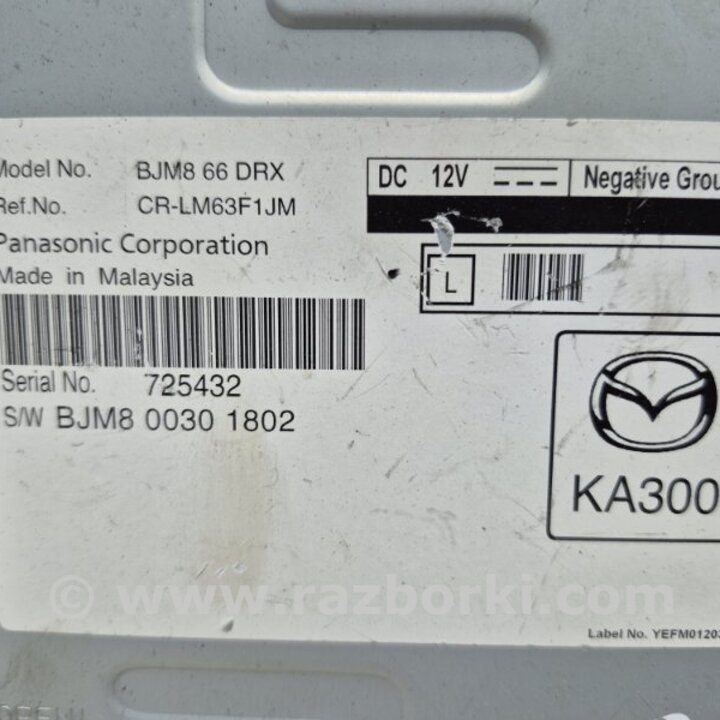 Model No. BJM8 66 DRX
Ref.No. CR-LM63F1JM
Panasonic Corporation
Made in Malaysia
Serial No. 725432
S/W BJM8 0030 1802
DC 12V Negative Grou
L
KA300
© www.razborki.com
Label No. YEFM01203